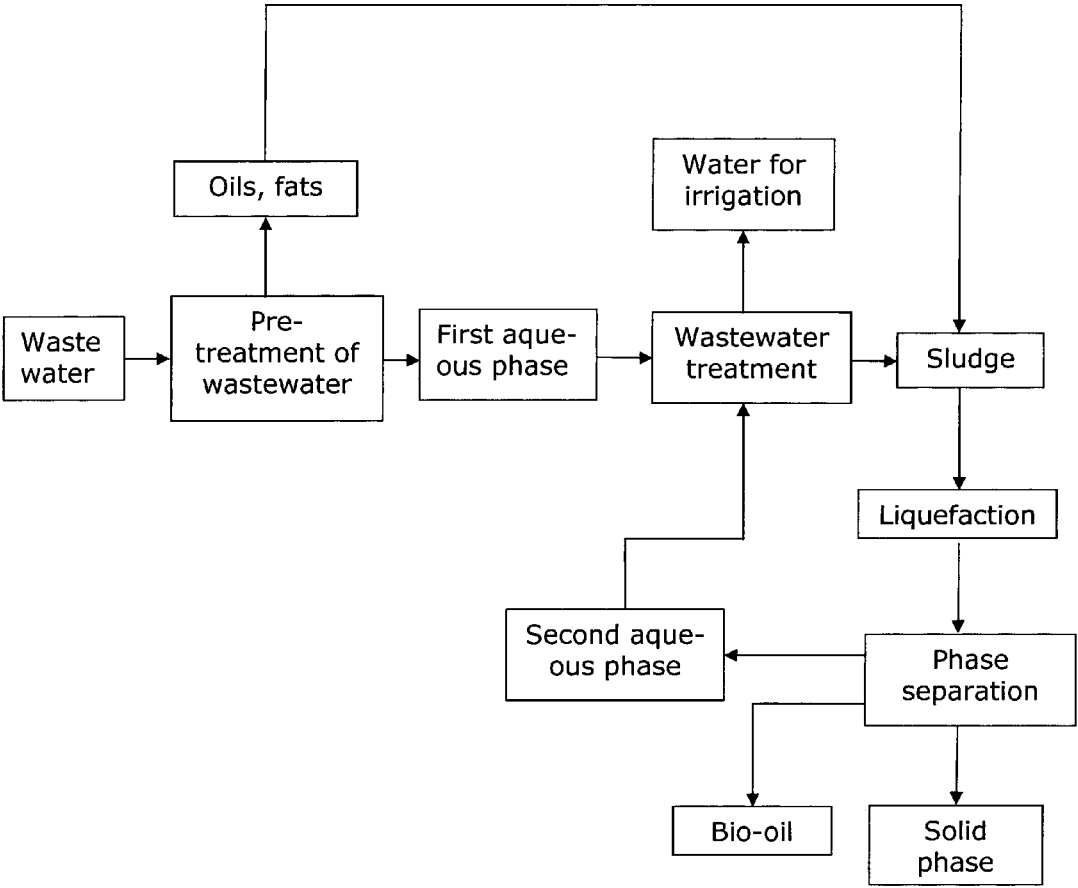 Oils, fats
Water for
irrigation
Waste
water
Pre-
treatment of
wastewater
First aque-
ous phase
Wastewater
treatment
Sludge
Liquefaction
Second aque-
ous phase
Phase
separation
Bio-oil
Solid
phase